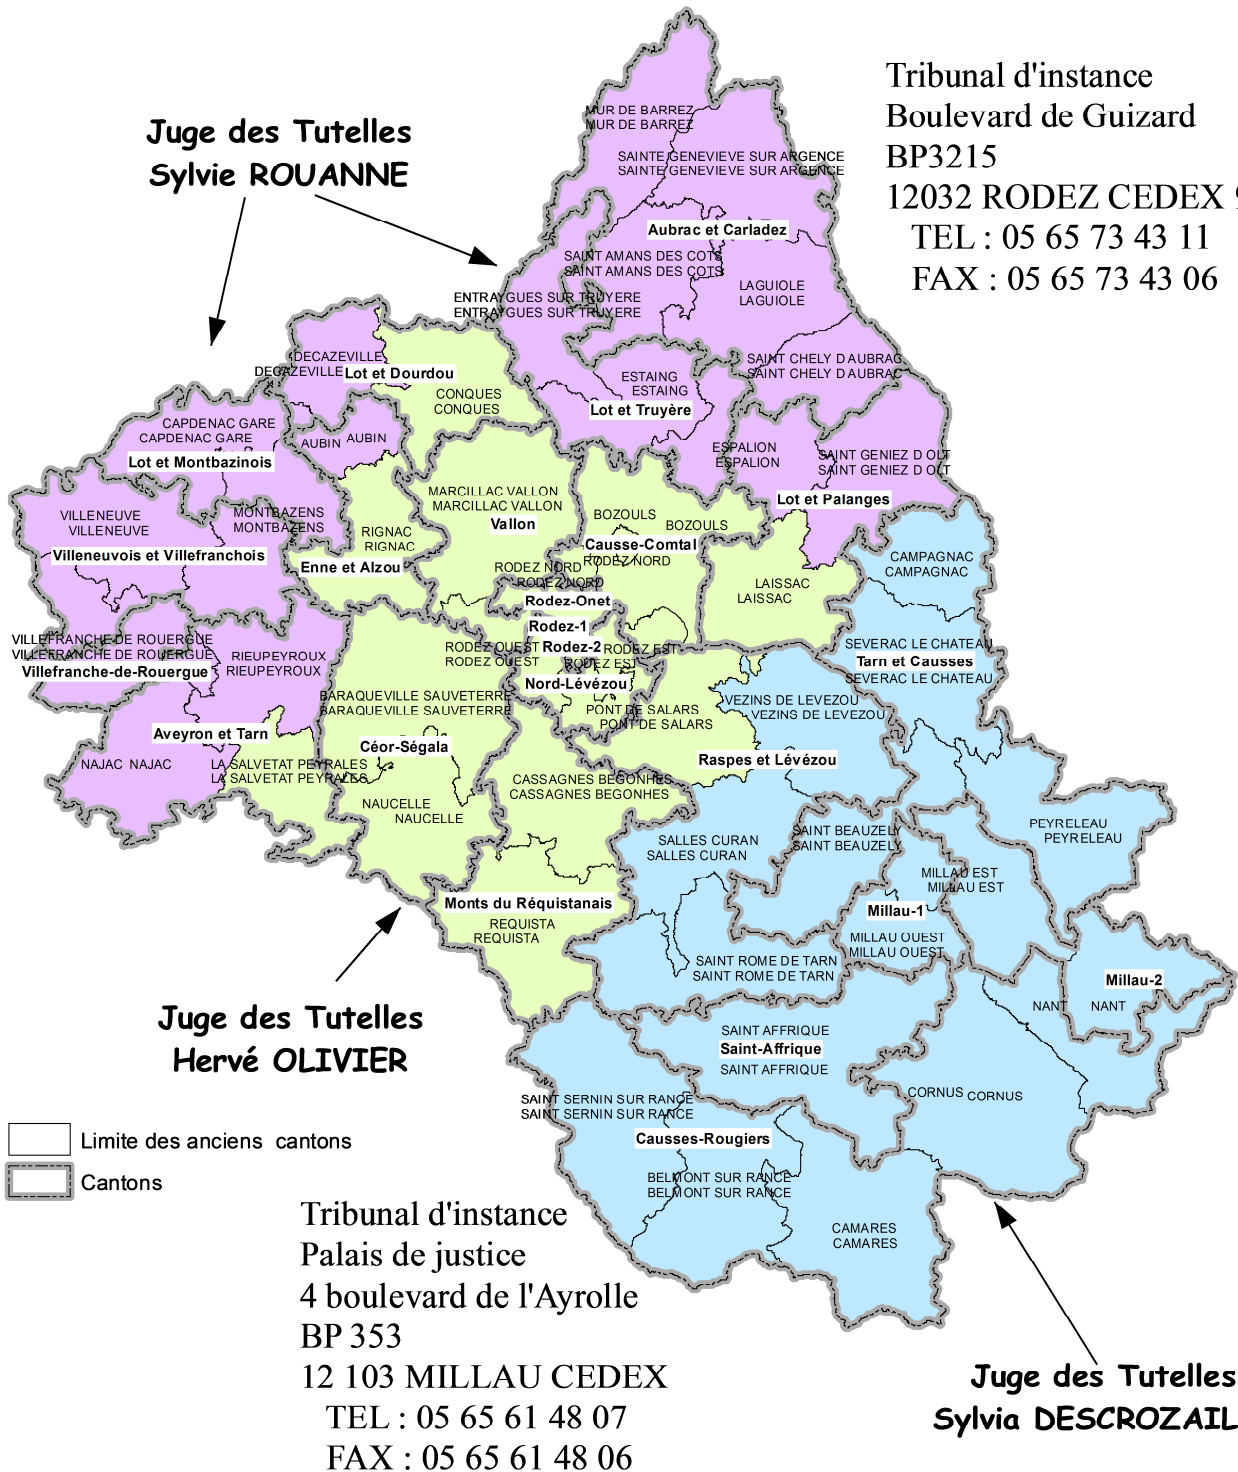 Tribunal d'instance
Boulevard de Guizard
BP3215
12032 RODEZ CEDEX 9
TEL : 05 65 73 43 11
FAX : 05 65 73 43 06
Juge des Tutelles
Sylvie ROUANNE
MUR DE BARREZ
MUR DE BARREZ
SAINTE GENEVIEVE SUR ARGENCE
SAINTE GENEVIEVE SUR ARGENCE
Aubrac et Carladez
SAINT AMANS DES COTS
SAINT AMANS DES COTS
LAGUIOLE
LAGUIOLE
ENTRAYGUES SUR TRUYERE
ENTRAYGUES SUR TRUYERE
SAINT CHELY D AUBRAC
SAINT CHELY D AUBRAC
DECAZEVILLE
DECAZEVILLE
Lot et Dourdou
CONQUES
CONQUES
ESTAING
ESTAING
Lot et Truyère
CAPDENAC GARE
CAPDENAC GARE
AUBIN
AUBIN
Lot et Montbazinois
ESPALION
ESPALION
SAINT GENIEZ D OLT
SAINT GENIEZ D OLT
Lot et Palanges
MARCILLAC VALLON
MARCILLAC VALLON
Vallon
VILLENEUVE
VILLENEUVE
MONTBAZENS
MONTBAZENS
RIGNAC
RIGNAC
BOZOULS
BOZOULS
Causse-Comtal
Villeneuvois et Villefranchois
Enne et Alzou
RODEZ NORD
RODEZ NORD
RODEZ NORD
CAMPAGNAC
CAMPAGNAC
LAISSAC
LAISSAC
Rodez-Onet
Rodez-1
Rodez-2
RODEZ OUEST
RODEZ OUEST
RODEZ EST
RODEZ EST
VILLEFRANCHE DE ROUERGUE
VILLEFRANCHE DE ROUERGUE
Villefranche-de-Rouergue
RIEUPEYROUX
RIEUPEYROUX
SEVERAC LE CHATEAU
Tarn et Causses
SEVERAC LE CHATEAU
Nord-Lévézou
BARAQUEVILLE SAUVETERRE
BARAQUEVILLE SAUVETERRE
PONT DE SALARS
PONT DE SALARS
VEZINS DE LEVEZOU
VEZINS DE LEVEZOU
Aveyron et Tarn
Céor-Ségala
Raspes et Lévézou
NAJAC NAJAC
LA SALVETAT PEYRALES
LA SALVETAT PEYRALES
CASSAGNES BEGONHES
CASSAGNES BEGONHES
NAUCELLE
NAUCELLE
SALLES CURAN
SALLES CURAN
SAINT BEAUZELY
SAINT BEAUZELY
PEYRELEAU
PEYRELEAU
MILLAU EST
MILLAU EST
Monts du Réquistanais
Millau-1
REQUISTA
REQUISTA
MILLAU OUEST
MILLAU OUEST
SAINT ROME DE TARN
SAINT ROME DE TARN
Millau-2
NANT
NANT
Juge des Tutelles
Hervé OLIVIER
SAINT AFFRIQUE
Saint-Affrique
SAINT AFFRIQUE
CORNUS CORNUS
SAINT SERNIN SUR RANCE
SAINT SERNIN SUR RANCE
Causses-Rougiers
BELMONT SUR RANCE
BELMONT SUR RANCE
CAMARES
CAMARES
Limite des anciens cantons
Cantons
Tribunal d'instance
Palais de justice
4 boulevard de l'Ayrolle
BP 353
12 103 MILLAU CEDEX
TEL : 05 65 61 48 07
FAX : 05 65 61 48 06
Juge des Tutelles
Sylvia DESCROZAIL